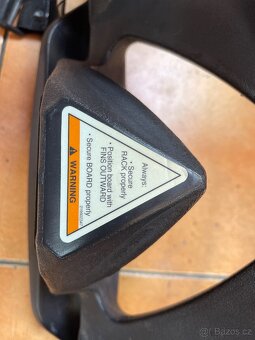 Always:
• Secure
RACK properly
• Position board with
FINS OUTWARD
• Secure BOARD properly
WARNING
Bazos.cz